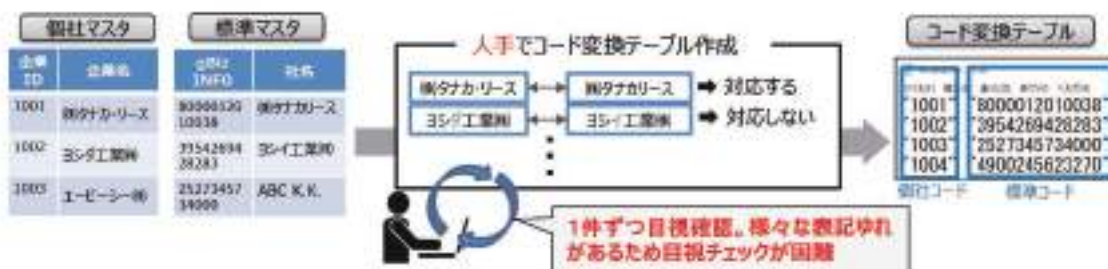 個社マスタ
企業
ID
企業名
1001
㈱タナカ・リース
1002
ヨシダ工業㈱
1003
エービーシー㈱
標準マスタ
gBiz
INFO
社名
80000120
10038
㈱タナカリース
39542694
28283
ヨシイ工業㈱
25273457
34000
ABC K.K.
人手でコード変換テーブル作成
㈱タナカ・リース
㈱タナカリース
➡ 対応する
ヨシダ工業㈱
ヨシイ工業㈱
➡ 対応しない
1件ずつ目視確認。様々な表記ゆれ
があるため目視チェックが困難
コード変換テーブル
"1001" "8000012010038"
"1002" "3954269428283"
"1003" "2527345734000"
"1004" "4900245623270"
個社コード
標準コード